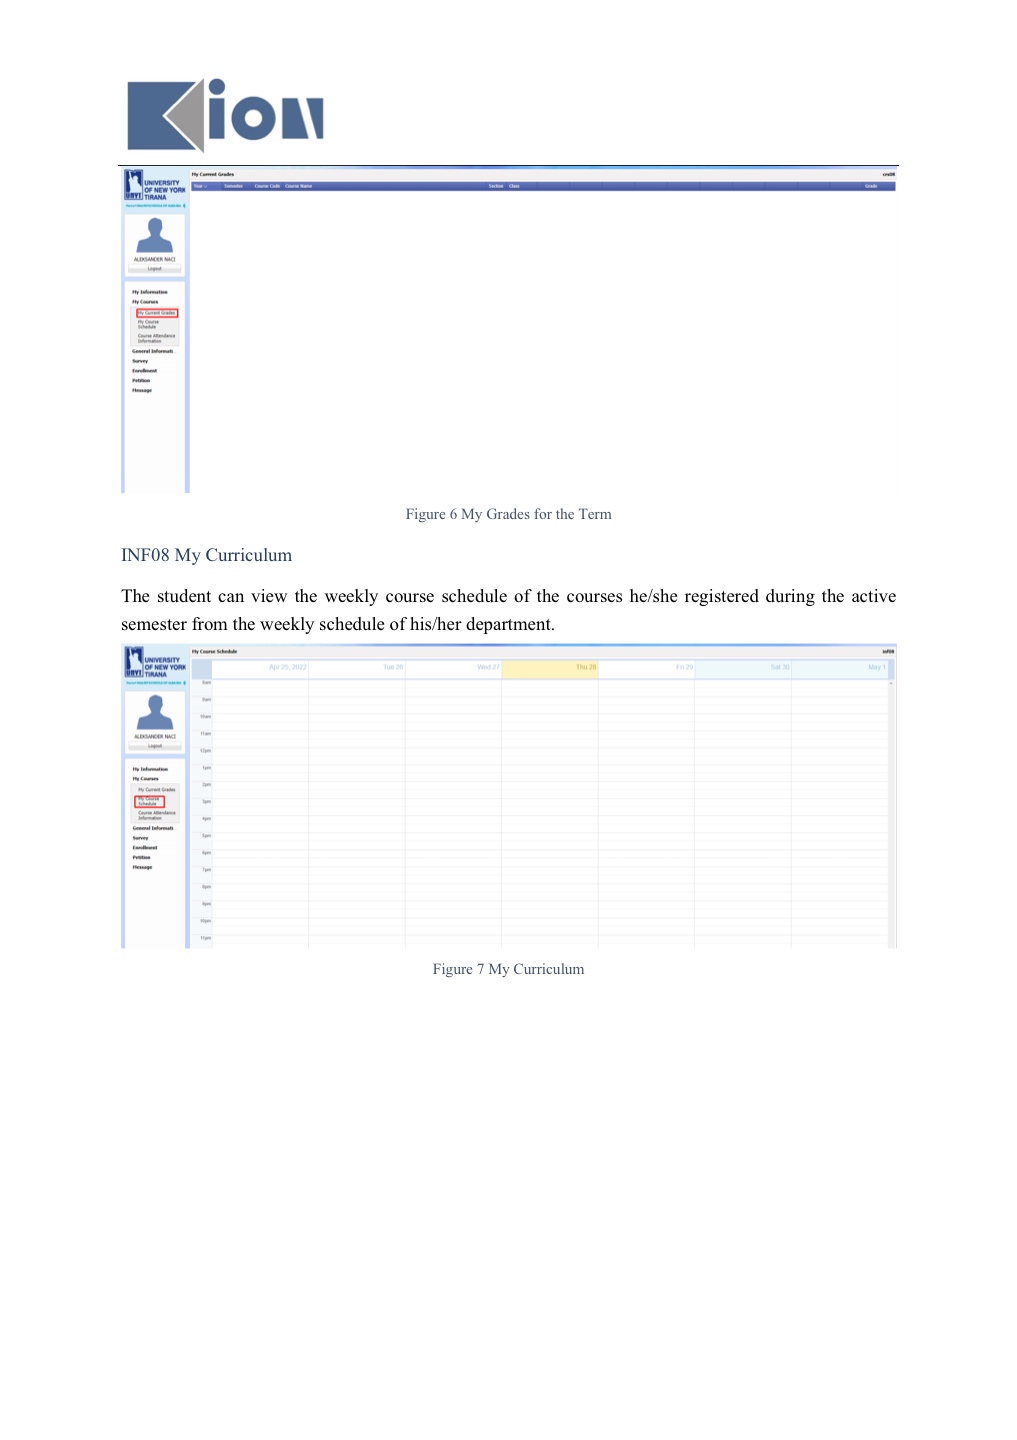 Kion
My Current Grades
res08
UNIVERSITY
OF NEW YORK
TIRANA
UNYT
Year
Semester
Course Code
Course Name
Section
Class
Grade
ALEKSANDER NACI
Logout
My Information
My Courses
My Current Grades
My Course
Schedule
Course Attendance
Information
General Informati
Survey
Enrollment
Petition
Message
Figure 6 My Grades for the Term
INF08 My Curriculum
The student can view the weekly course schedule of the courses he/she registered during the active
semester from the weekly schedule of his/her department.
My Course Schedule
inf08
UNIVERSITY
OF NEW YORK
TIRANA
UNYT
Apr 25, 2022
Tue 26
Wed 27
Thu 28
Fri 29
Sat 30
May 1
ALEKSANDER NACI
Logout
My Information
My Courses
My Current Grades
My Course
Schedule
Course Attendance
Information
General Informati
Survey
Enrollment
Petition
Message
8am
9am
10am
11am
12pm
1pm
2pm
3pm
4pm
5pm
6pm
7pm
8pm
9pm
10pm
11pm
Figure 7 My Curriculum